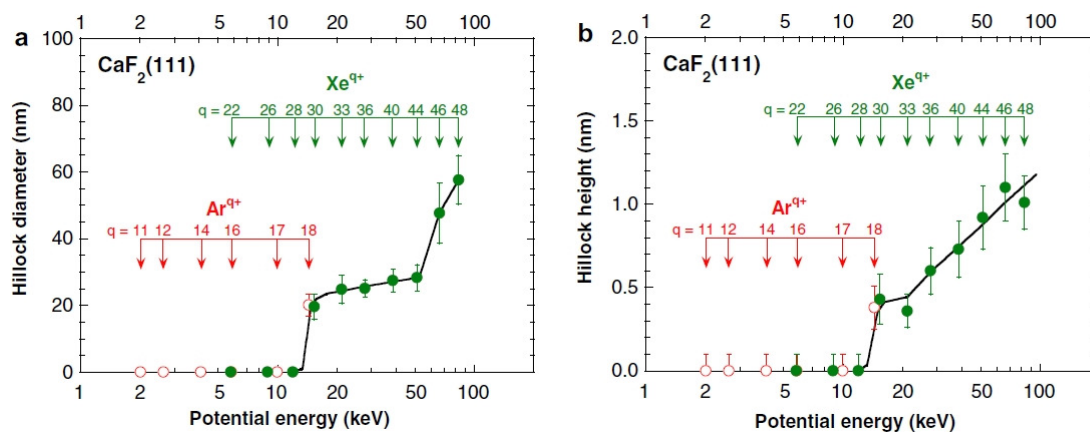 a
1 2 5 10 20 50 100
CaF2(111)
Xeq+
q = 22 26 28 30 33 36 40 44 46 48
Arq+
q = 11 12 14 16 17 18
Hillock diameter (nm)
100
80
60
40
20
0
1 2 5 10 20 50 100
Potential energy (keV)
b
1 2 5 10 20 50 100
CaF2(111)
Xeq+
q = 22 26 28 30 33 36 40 44 46 48
Arq+
q = 11 12 14 16 17 18
Hillock height (nm)
2.0
1.5
1.0
0.5
0.0
1 2 5 10 20 50 100
Potential energy (keV)